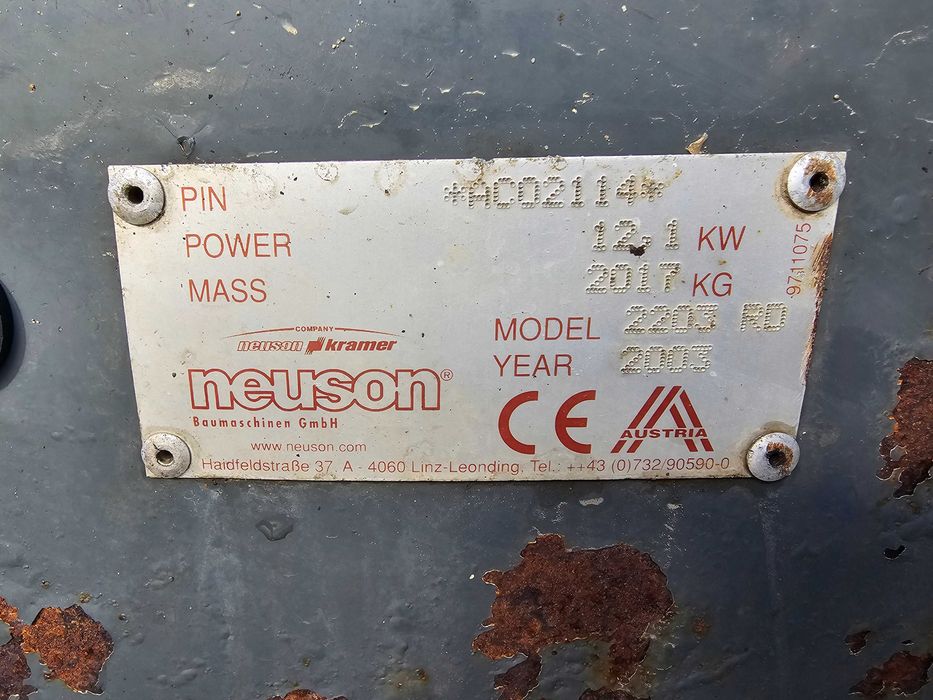 PIN *AC02114*
POWER 12,1 KW
MASS 2017 KG
9711075
MODEL 2203 RD
YEAR 2003
COMPANY
neuson kramer
neuson®
Baumaschinen GmbH
CE
AUSTRIA
www.neuson.com
Haidfeldstraße 37, A - 4060 Linz-Leonding, Tel.: ++43 (0)732/90590-0